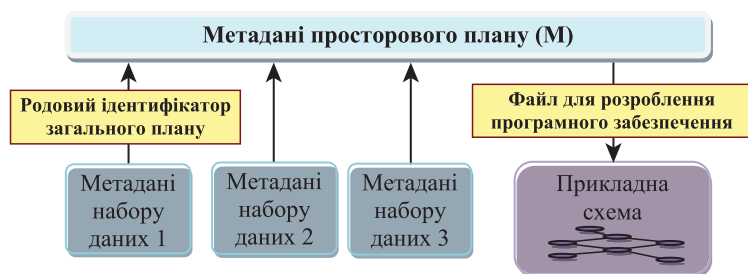 Метадані просторового плану (М)
Родовий ідентифікатор
загального плану
Файл для розроблення
програмного забезпечення
Метадані
набору
даних 1
Метадані
набору
даних 2
Метадані
набору
даних 3
Прикладна
схема